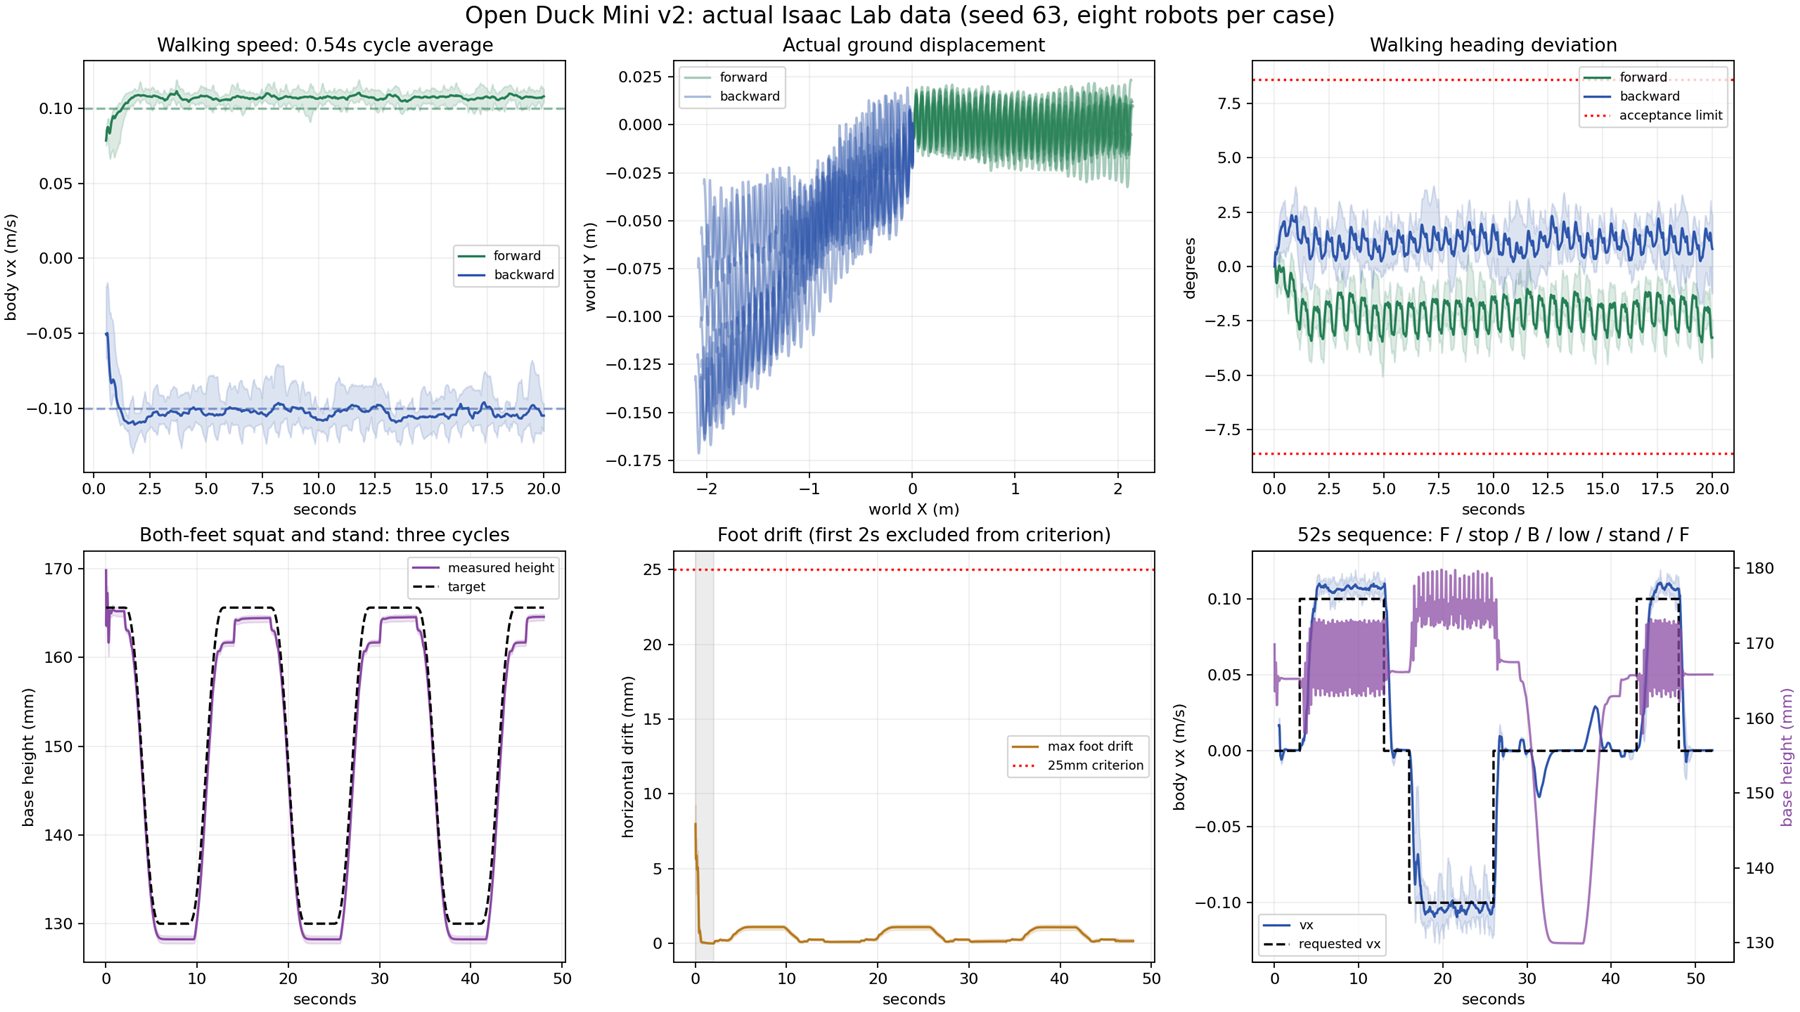 Open Duck Mini v2: actual Isaac Lab data (seed 63, eight robots per case)
Walking speed: 0.54s cycle average
body vx (m/s)
0.10
0.05
0.00
−0.05
−0.10
forward
backward
0.0 2.5 5.0 7.5 10.0 12.5 15.0 17.5 20.0
seconds
Actual ground displacement
world Y (m)
0.025
0.000
−0.025
−0.050
−0.075
−0.100
−0.125
−0.150
−0.175
forward
backward
−2 −1 0 1 2
world X (m)
Walking heading deviation
degrees
7.5
5.0
2.5
0.0
−2.5
−5.0
−7.5
forward
backward
acceptance limit
0.0 2.5 5.0 7.5 10.0 12.5 15.0 17.5 20.0
seconds
Both-feet squat and stand: three cycles
base height (mm)
170
160
150
140
130
measured height
target
0 10 20 30 40 50
seconds
Foot drift (first 2s excluded from criterion)
horizontal drift (mm)
25
20
15
10
5
0
max foot drift
25mm criterion
0 10 20 30 40 50
seconds
52s sequence: F / stop / B / low / stand / F
body vx (m/s)
0.10
0.05
0.00
−0.05
−0.10
vx
requested vx
0 10 20 30 40 50
seconds
180
170
160
150
140
130
base height (mm)